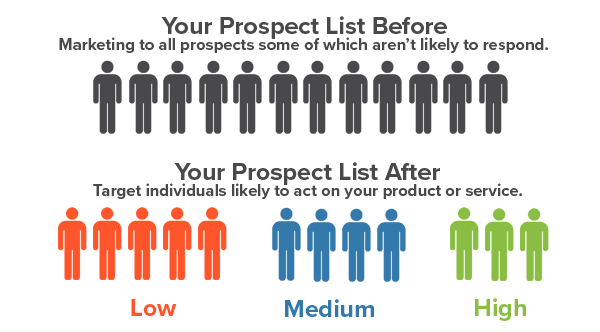 Your Prospect List Before
Marketing to all prospects some of which aren't likely to respond.
Your Prospect List After
Target individuals likely to act on your product or service.
Low
Medium
High